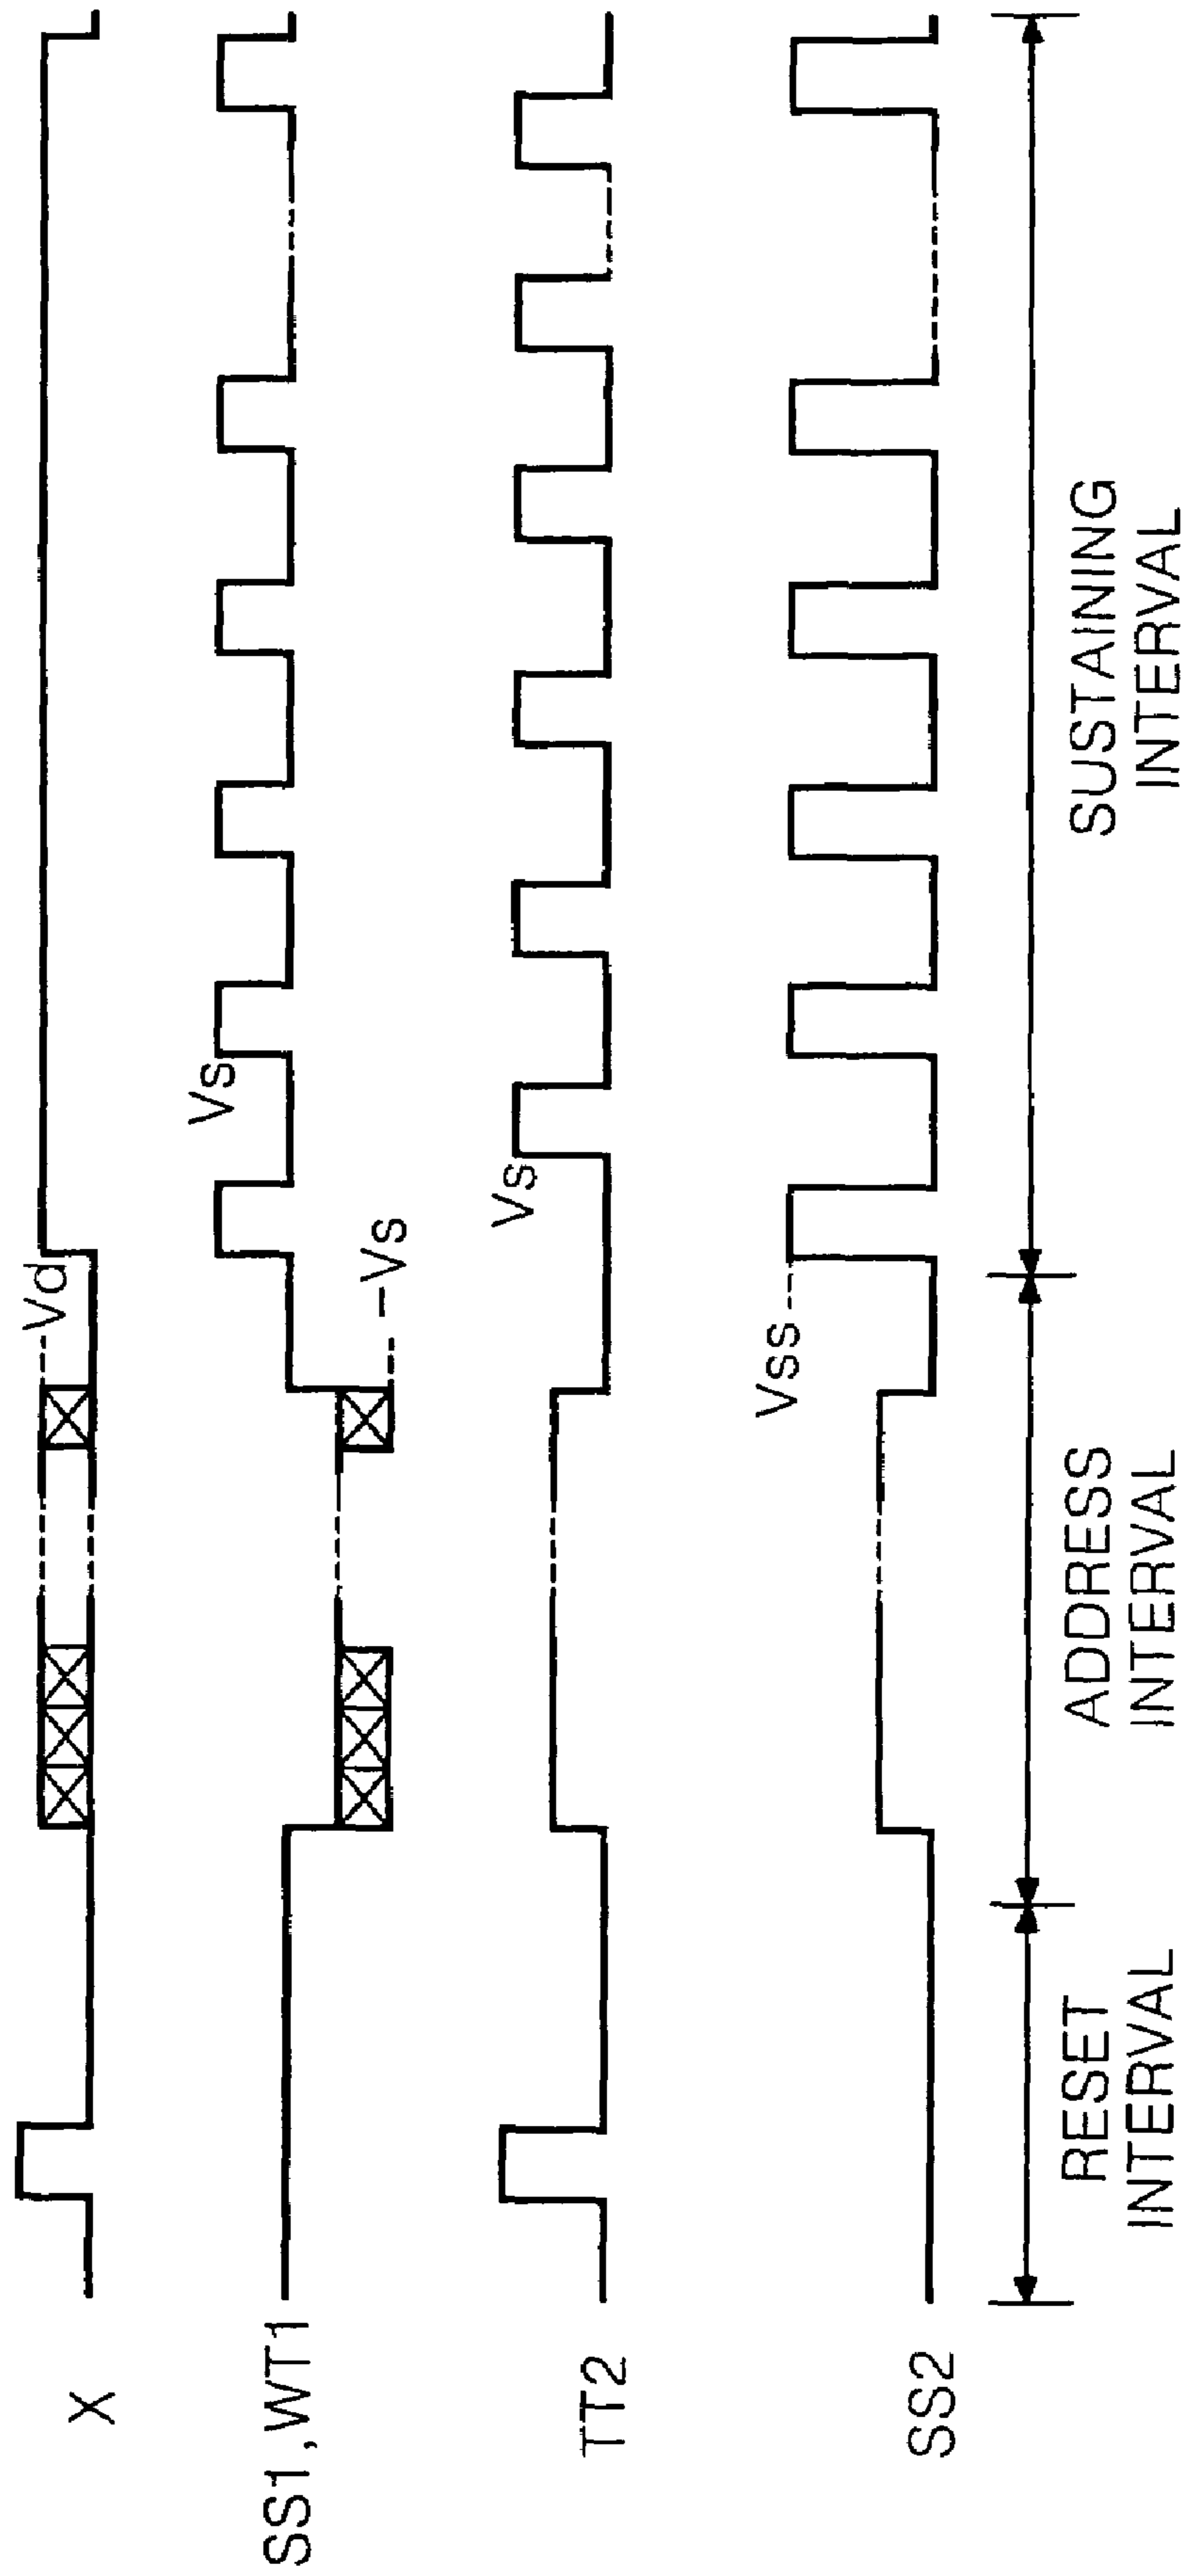 X
Vd
SS1,WT1
Vs
-Vs
TT2
Vs
SS2
Vss
RESET
INTERVAL
ADDRESS
INTERVAL
SUSTAINING
INTERVAL